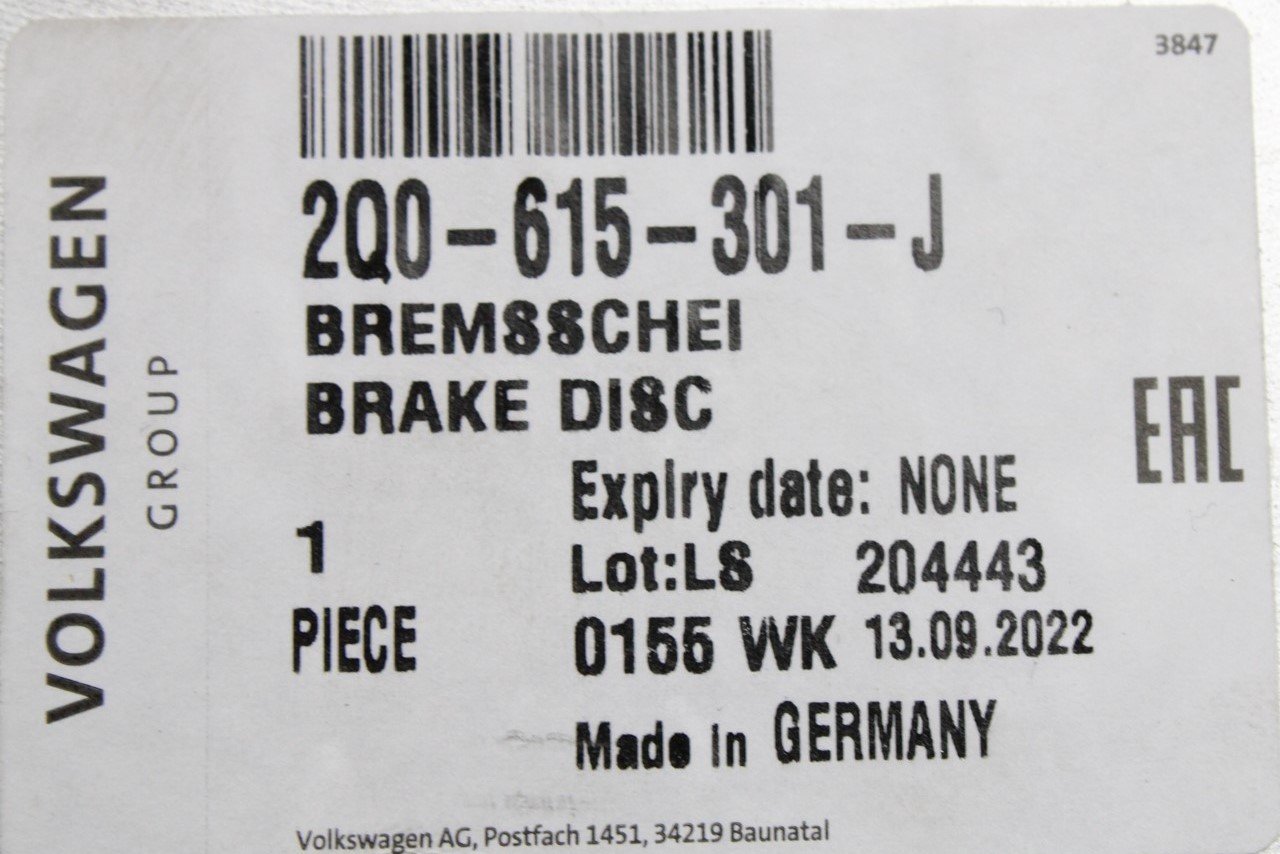 3847
VOLKSWAGEN
GROUP
2Q0-615-301-J
BREMSSCHEI
BRAKE DISC
EAC
Expiry date: NONE
1
Lot:LS 204443
PIECE
0155 WK 13.09.2022
Made in GERMANY
Volkswagen AG, Postfach 1451, 34219 Baunatal